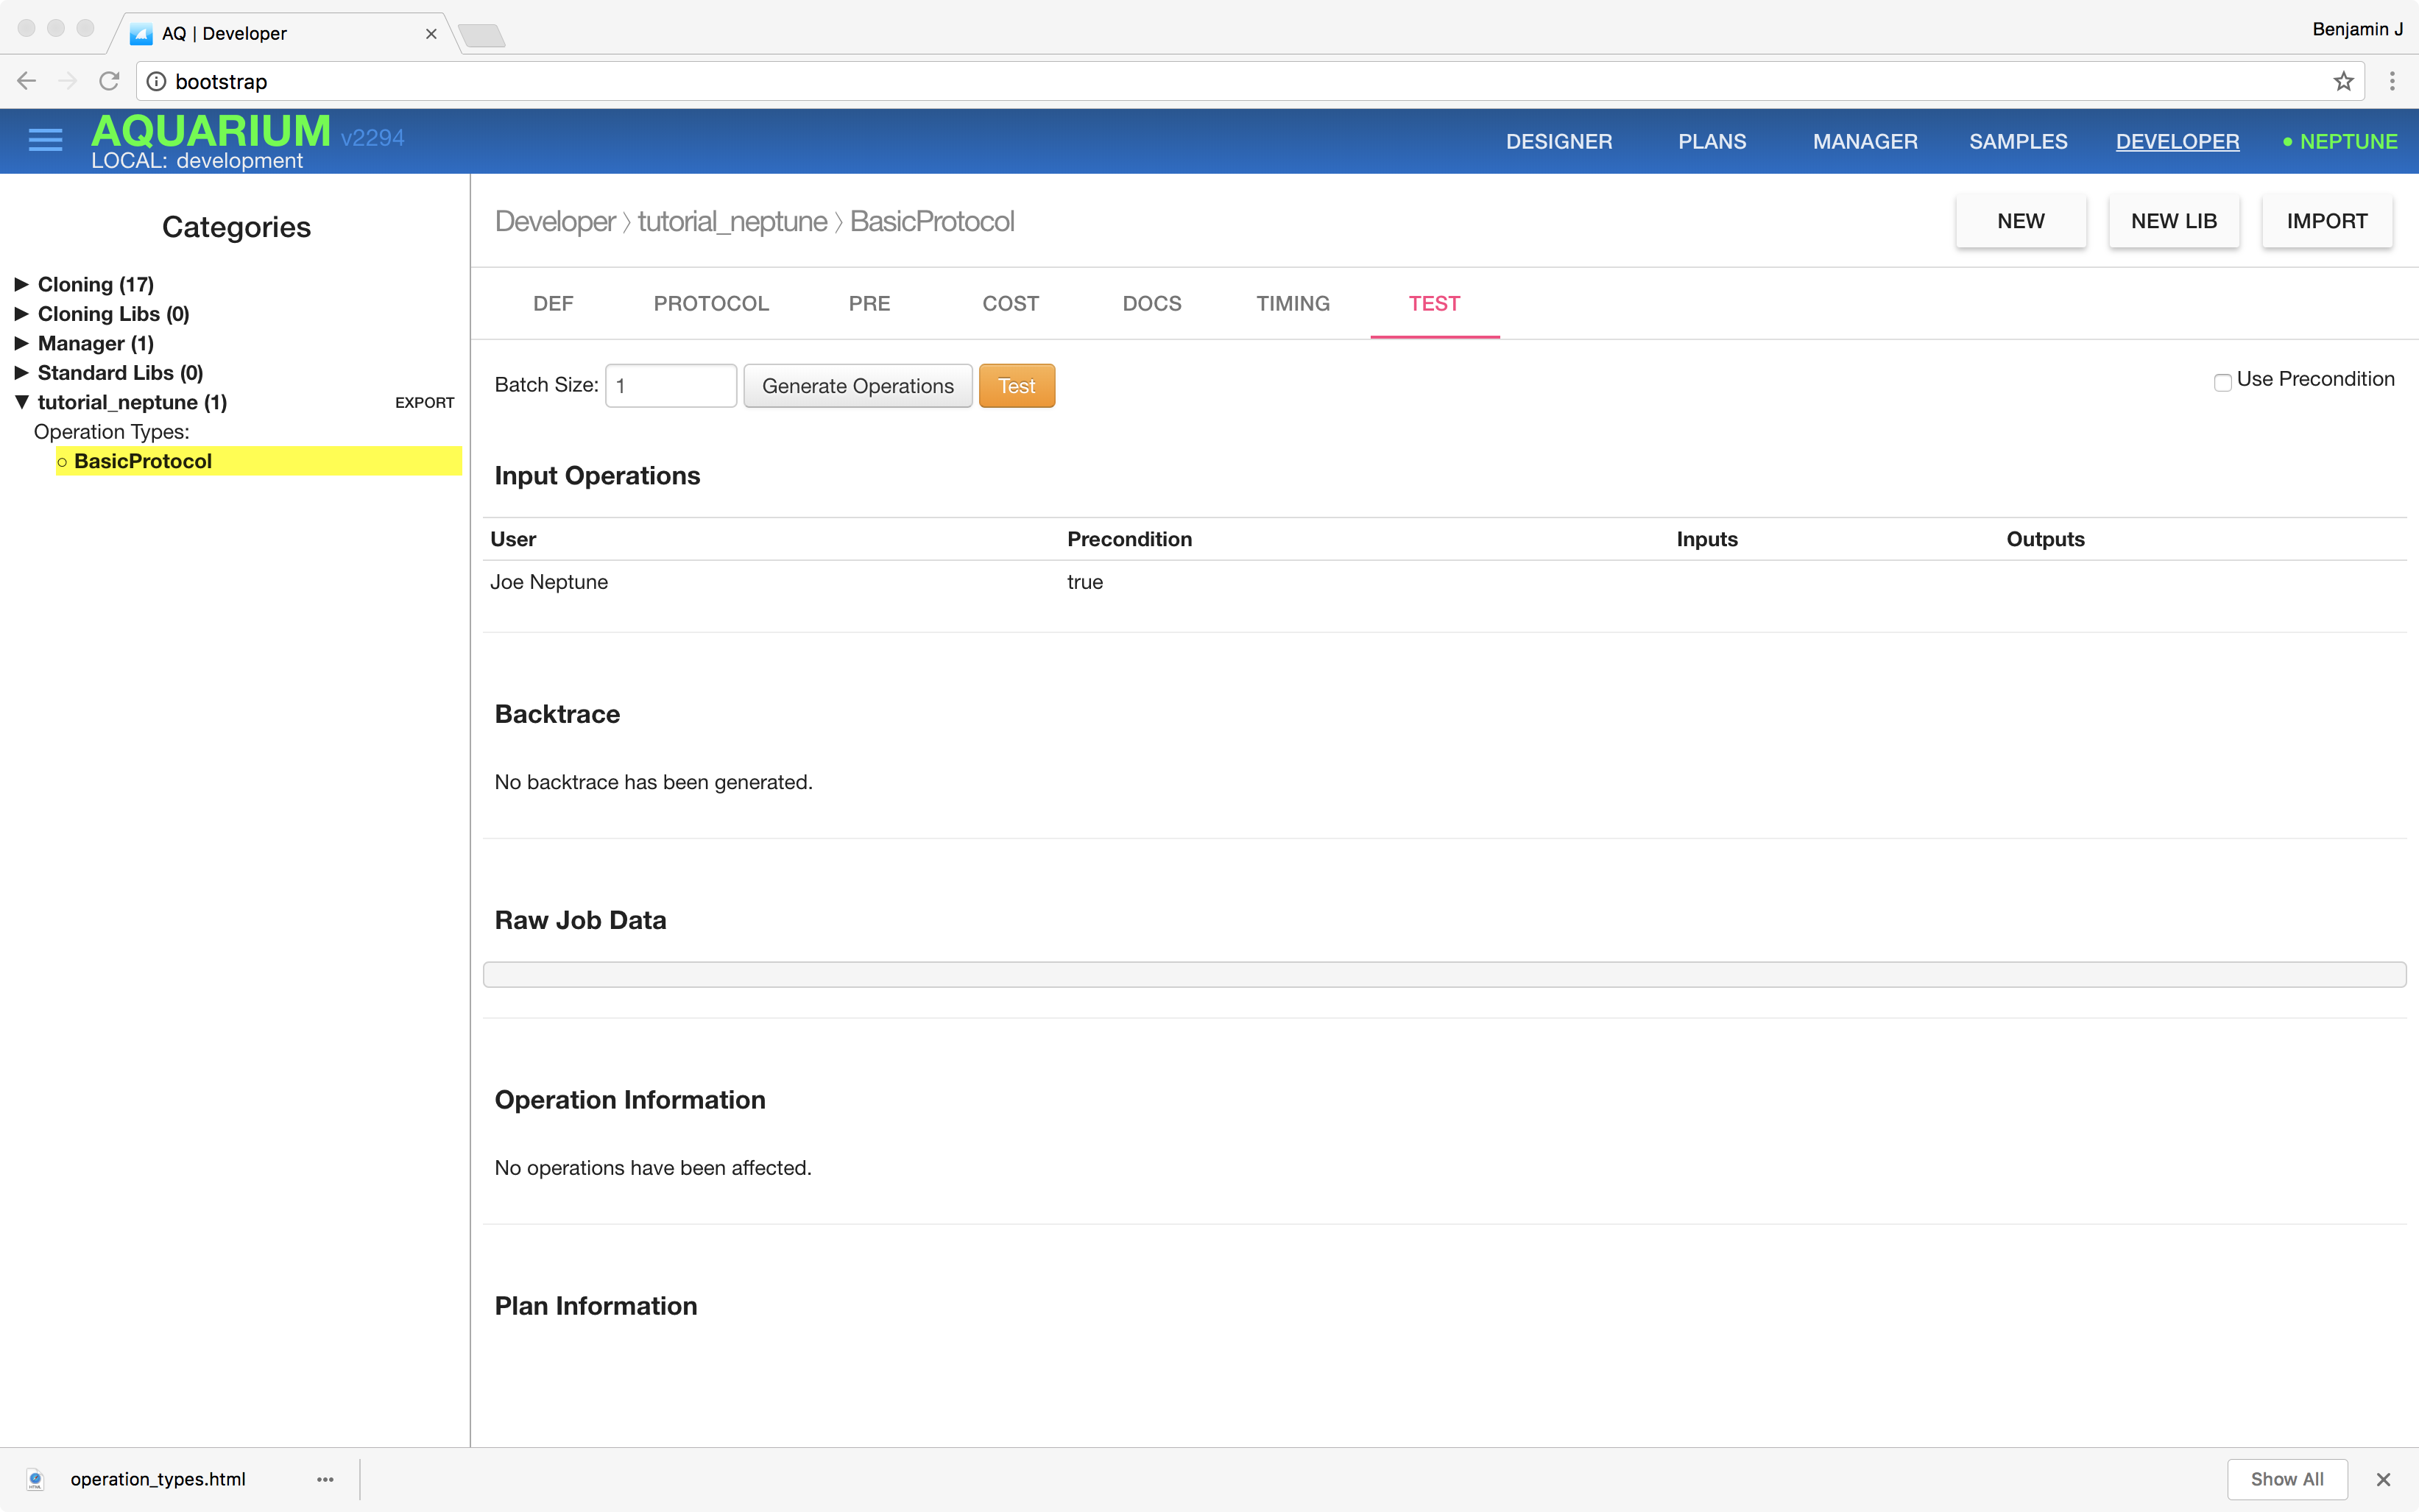 AQ | Developer
Benjamin J
bootstrap
AQUARIUM v2294
LOCAL: development
DESIGNER PLANS MANAGER SAMPLES DEVELOPER • NEPTUNE
Categories
▶ Cloning (17)
▶ Cloning Libs (0)
▶ Manager (1)
▶ Standard Libs (0)
▼ tutorial_neptune (1) EXPORT
Operation Types:
○ BasicProtocol
Developer 〉 tutorial_neptune 〉 BasicProtocol
NEW NEW LIB IMPORT
DEF PROTOCOL PRE COST DOCS TIMING TEST
Batch Size: 1 Generate Operations Test Use Precondition
Input Operations
User Precondition Inputs Outputs
Joe Neptune true
Backtrace
No backtrace has been generated.
Raw Job Data
Operation Information
No operations have been affected.
Plan Information
operation_types.html
Show All